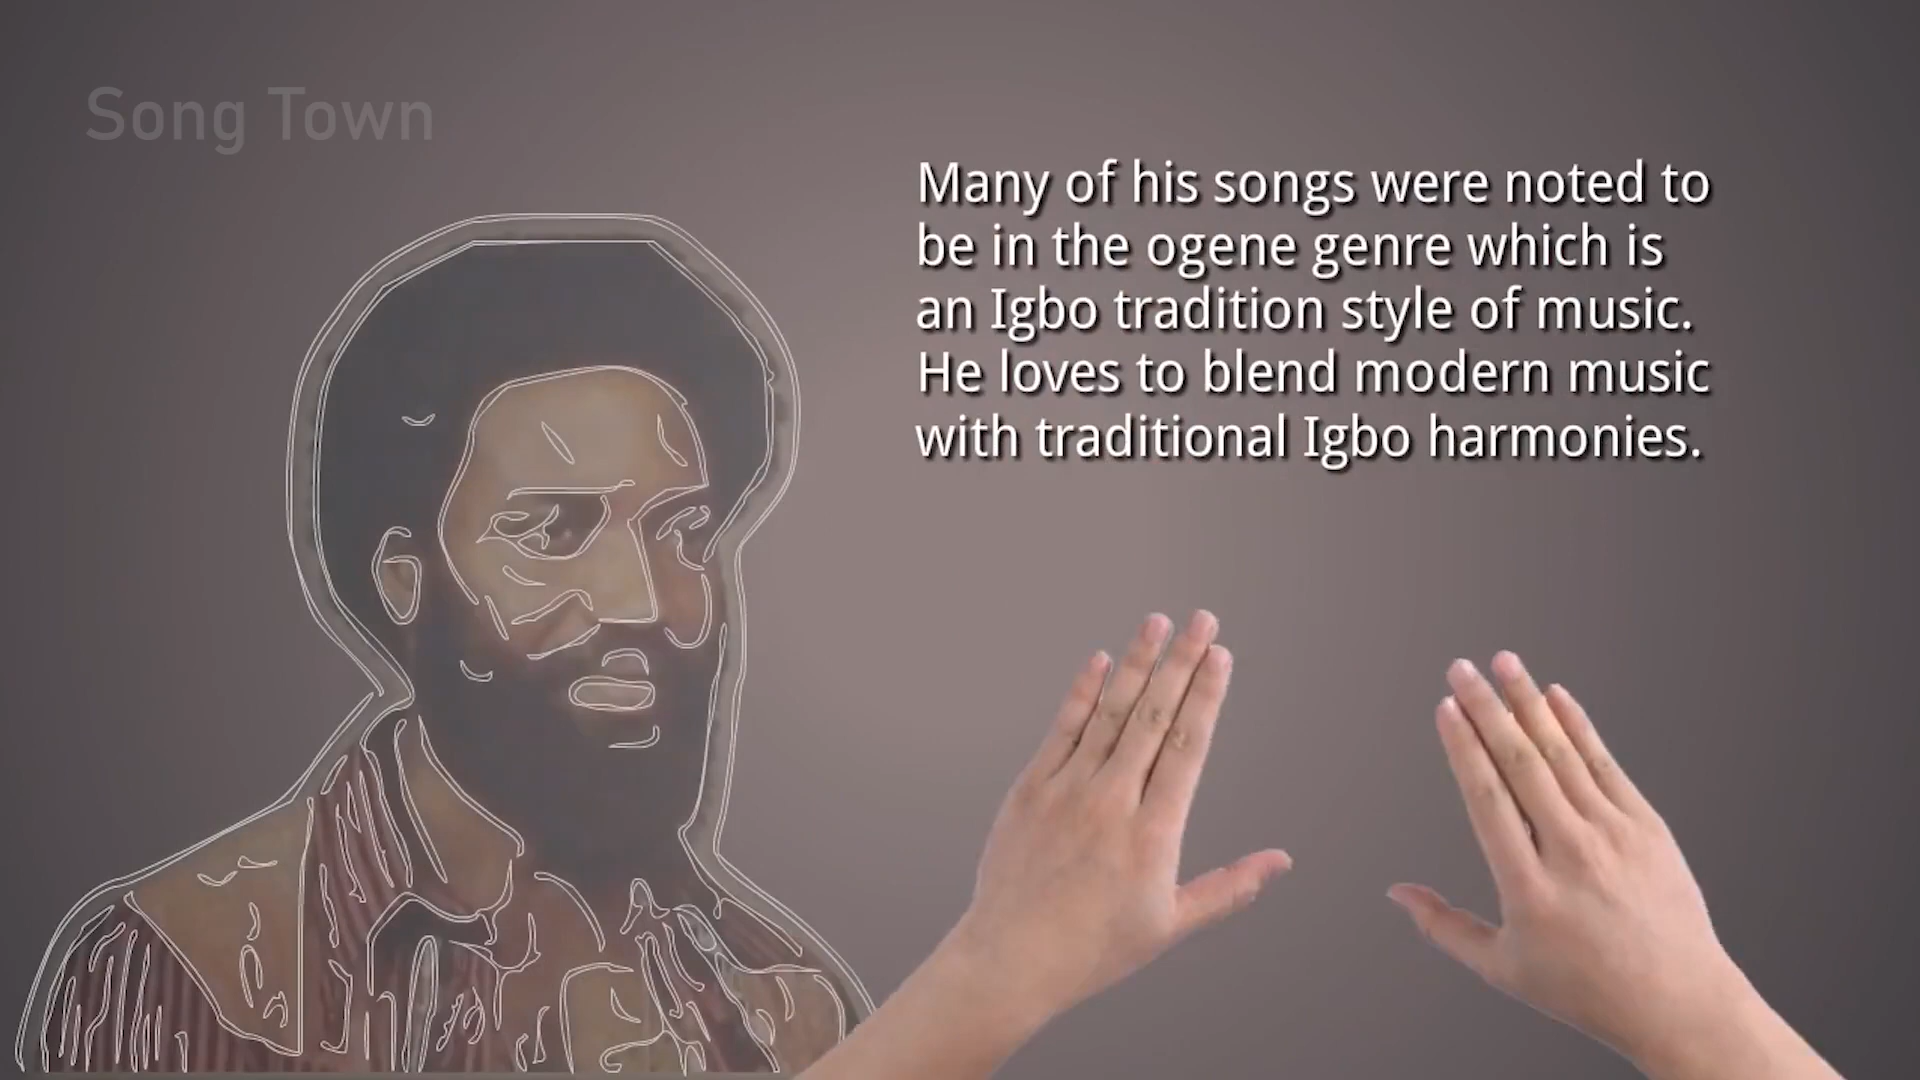 Song Town
Many of his songs were noted to
be in the ogene genre which is
an Igbo tradition style of music.
He loves to blend modern music
with traditional Igbo harmonies.